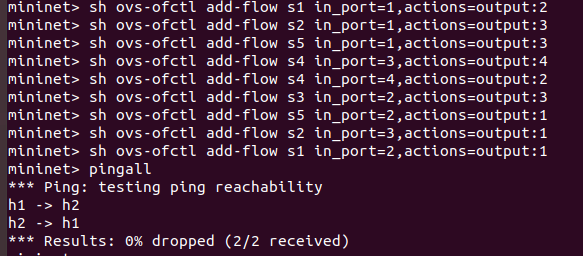 mininet> sh ovs-ofctl add-flow s1 in_port=1,actions=output:2
mininet> sh ovs-ofctl add-flow s2 in_port=1,actions=output:3
mininet> sh ovs-ofctl add-flow s5 in_port=1,actions=output:3
mininet> sh ovs-ofctl add-flow s4 in_port=3,actions=output:4
mininet> sh ovs-ofctl add-flow s4 in_port=4,actions=output:2
mininet> sh ovs-ofctl add-flow s3 in_port=2,actions=output:3
mininet> sh ovs-ofctl add-flow s5 in_port=2,actions=output:1
mininet> sh ovs-ofctl add-flow s2 in_port=3,actions=output:1
mininet> sh ovs-ofctl add-flow s1 in_port=2,actions=output:1
mininet> pingall
*** Ping: testing ping reachability
h1 -> h2
h2 -> h1
*** Results: 0% dropped (2/2 received)